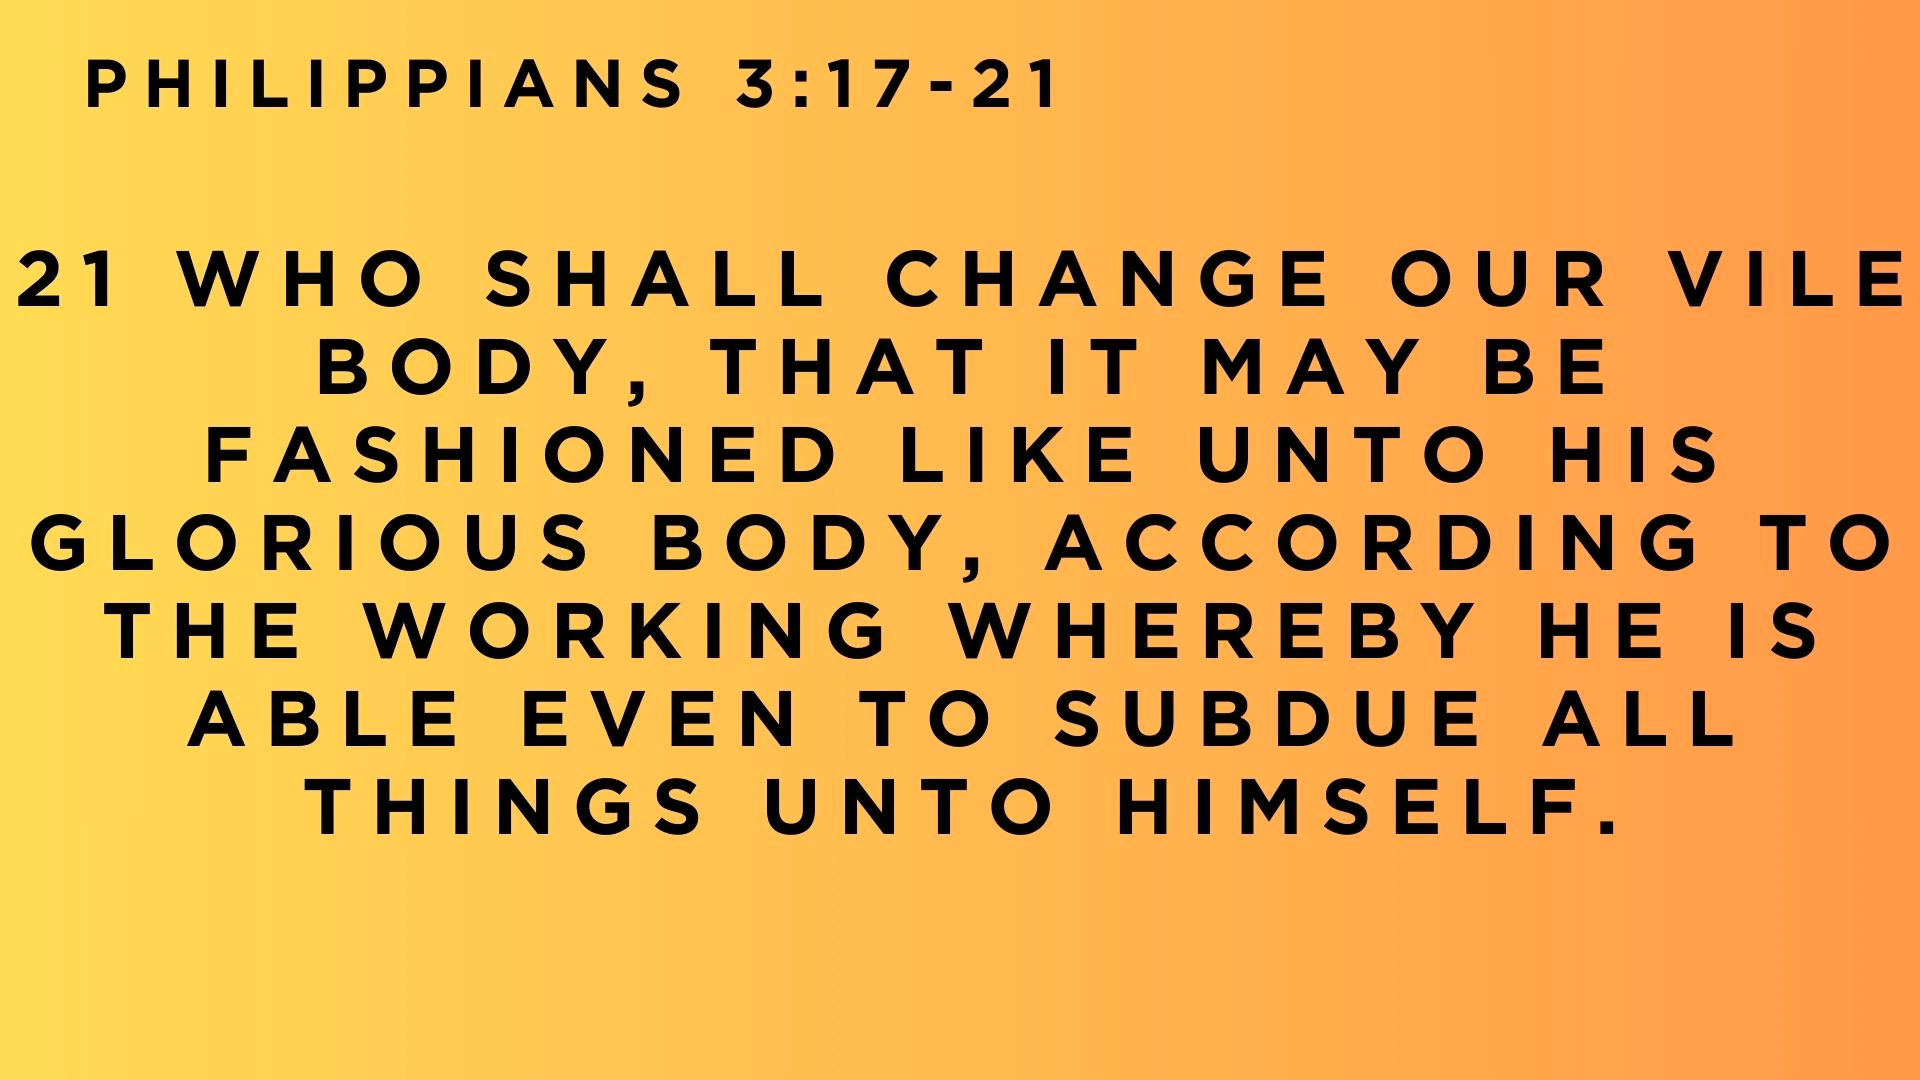 PHILIPPIANS 3:17-21
21 WHO SHALL CHANGE OUR VILE
BODY, THAT IT MAY BE
FASHIONED LIKE UNTO HIS
GLORIOUS BODY, ACCORDING TO
THE WORKING WHEREBY HE IS
ABLE EVEN TO SUBDUE ALL
THINGS UNTO HIMSELF.